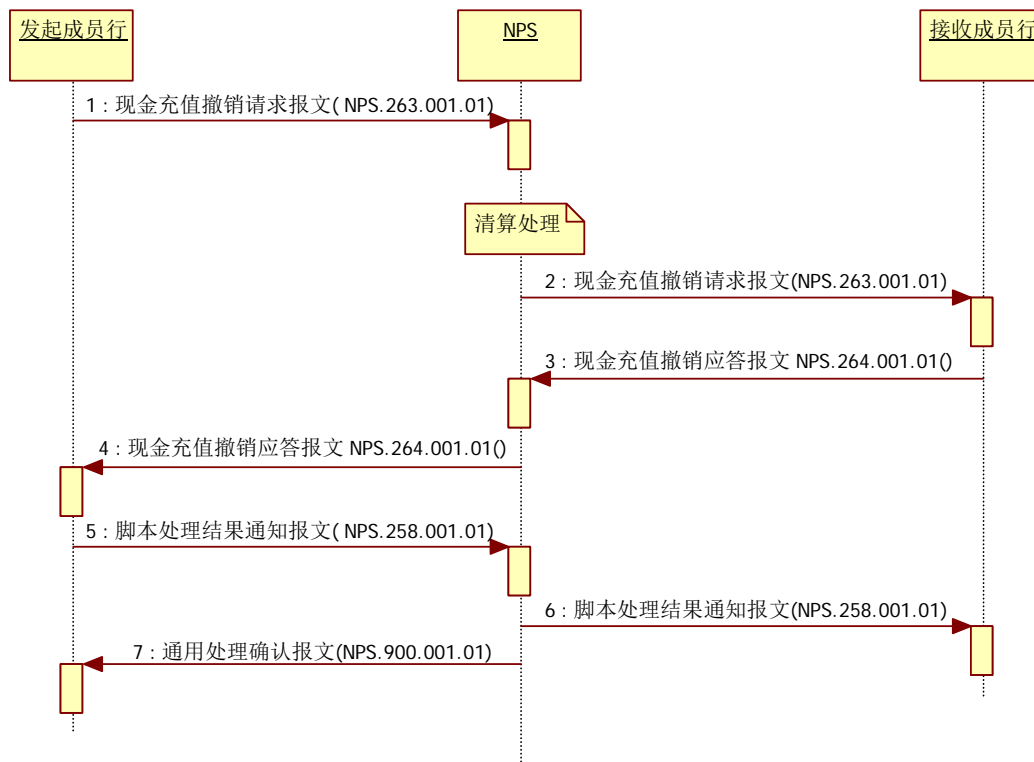 发起成员行
NPS
接收成员行
1 : 现金充值撤销请求报文( NPS.263.001.01)
清算处理
2 : 现金充值撤销请求报文(NPS.263.001.01)
3 : 现金充值撤销应答报文 NPS.264.001.01()
4 : 现金充值撤销应答报文 NPS.264.001.01()
5 : 脚本处理结果通知报文( NPS.258.001.01)
6 : 脚本处理结果通知报文(NPS.258.001.01)
7 : 通用处理确认报文(NPS.900.001.01)